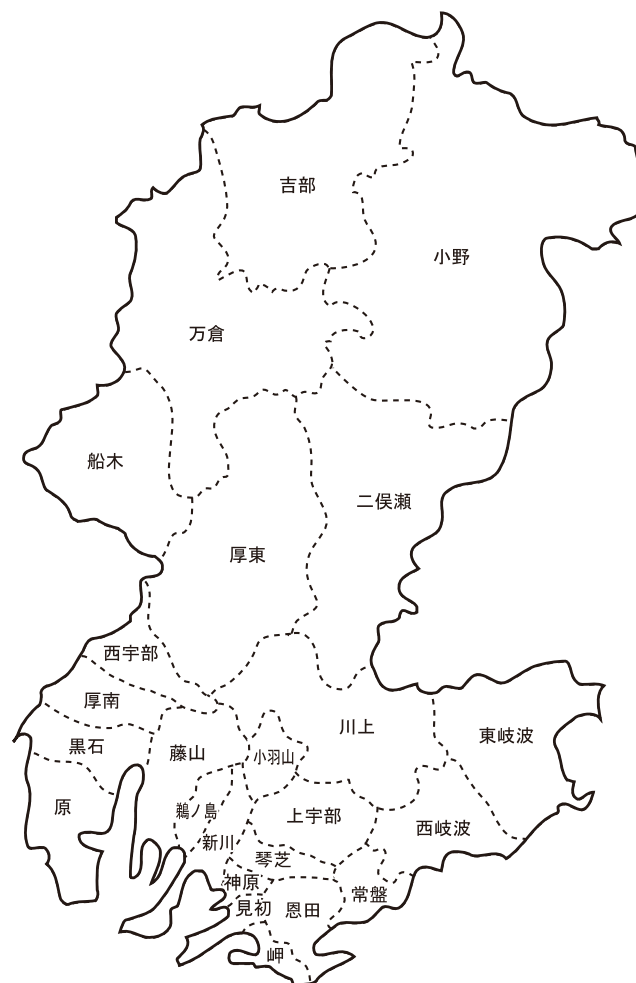 吉部
小野
万倉
船木
二俣瀬
厚東
西宇部
厚南
川上
東岐波
黒石
藤山
小羽山
原
鵜ノ島
上宇部
西岐波
新川
琴芝
神原
常盤
見初
恩田
岬